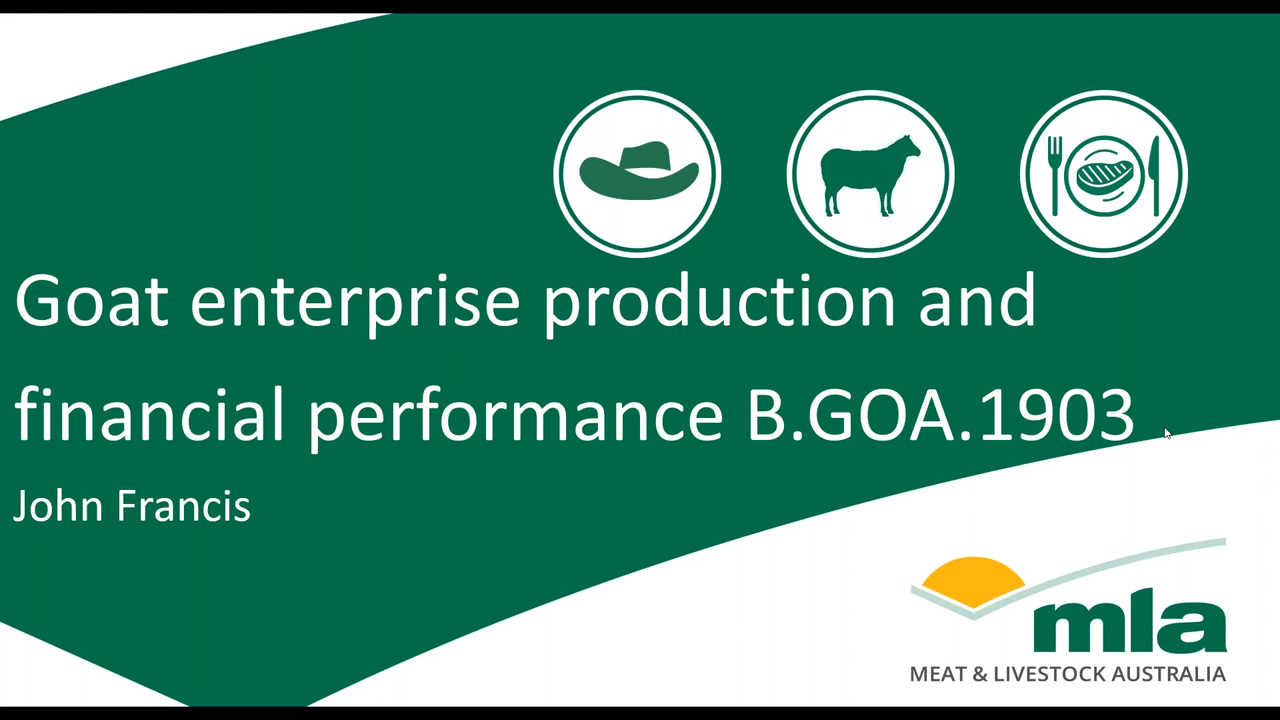 Goat enterprise production and
financial performance B.GOA.1903
John Francis
mla
MEAT & LIVESTOCK AUSTRALIA